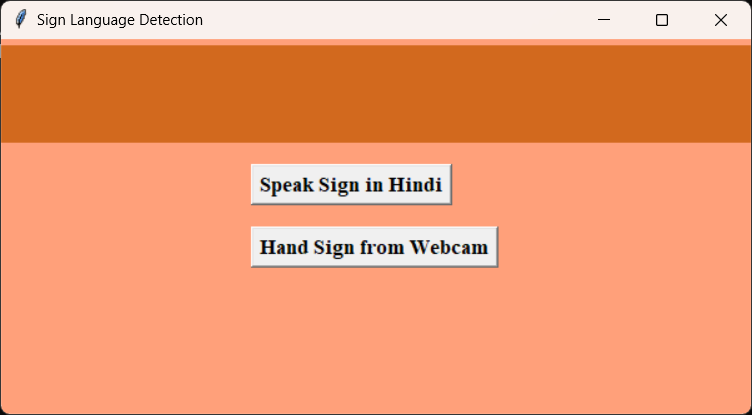 Sign Language Detection
Speak Sign in Hindi
Hand Sign from Webcam